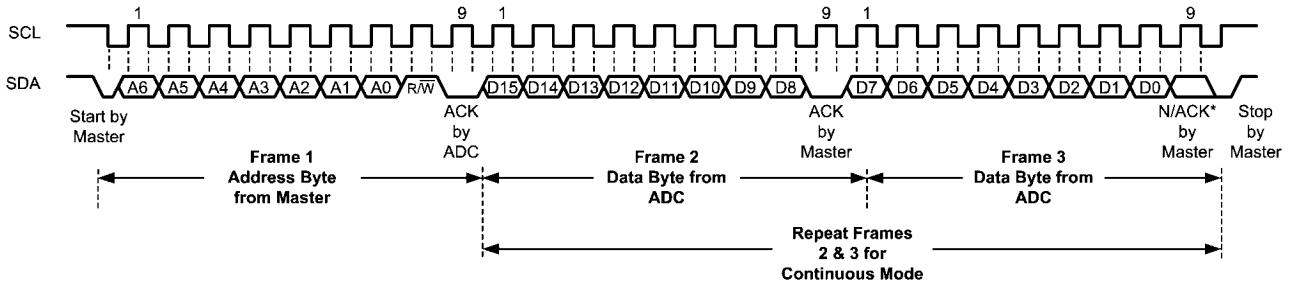 1 9 1 9 1 9
SCL
SDA A6 A5 A4 A3 A2 A1 A0 R/W D15 D14 D13 D12 D11 D10 D9 D8 D7 D6 D5 D4 D3 D2 D1 D0
Start by
Master
ACK
by
ADC
ACK
by
Master
N/ACK*
by
Master
Stop
by
Master
Frame 1
Address Byte
from Master
Frame 2
Data Byte from
ADC
Frame 3
Data Byte from
ADC
Repeat Frames
2 & 3 for
Continuous Mode